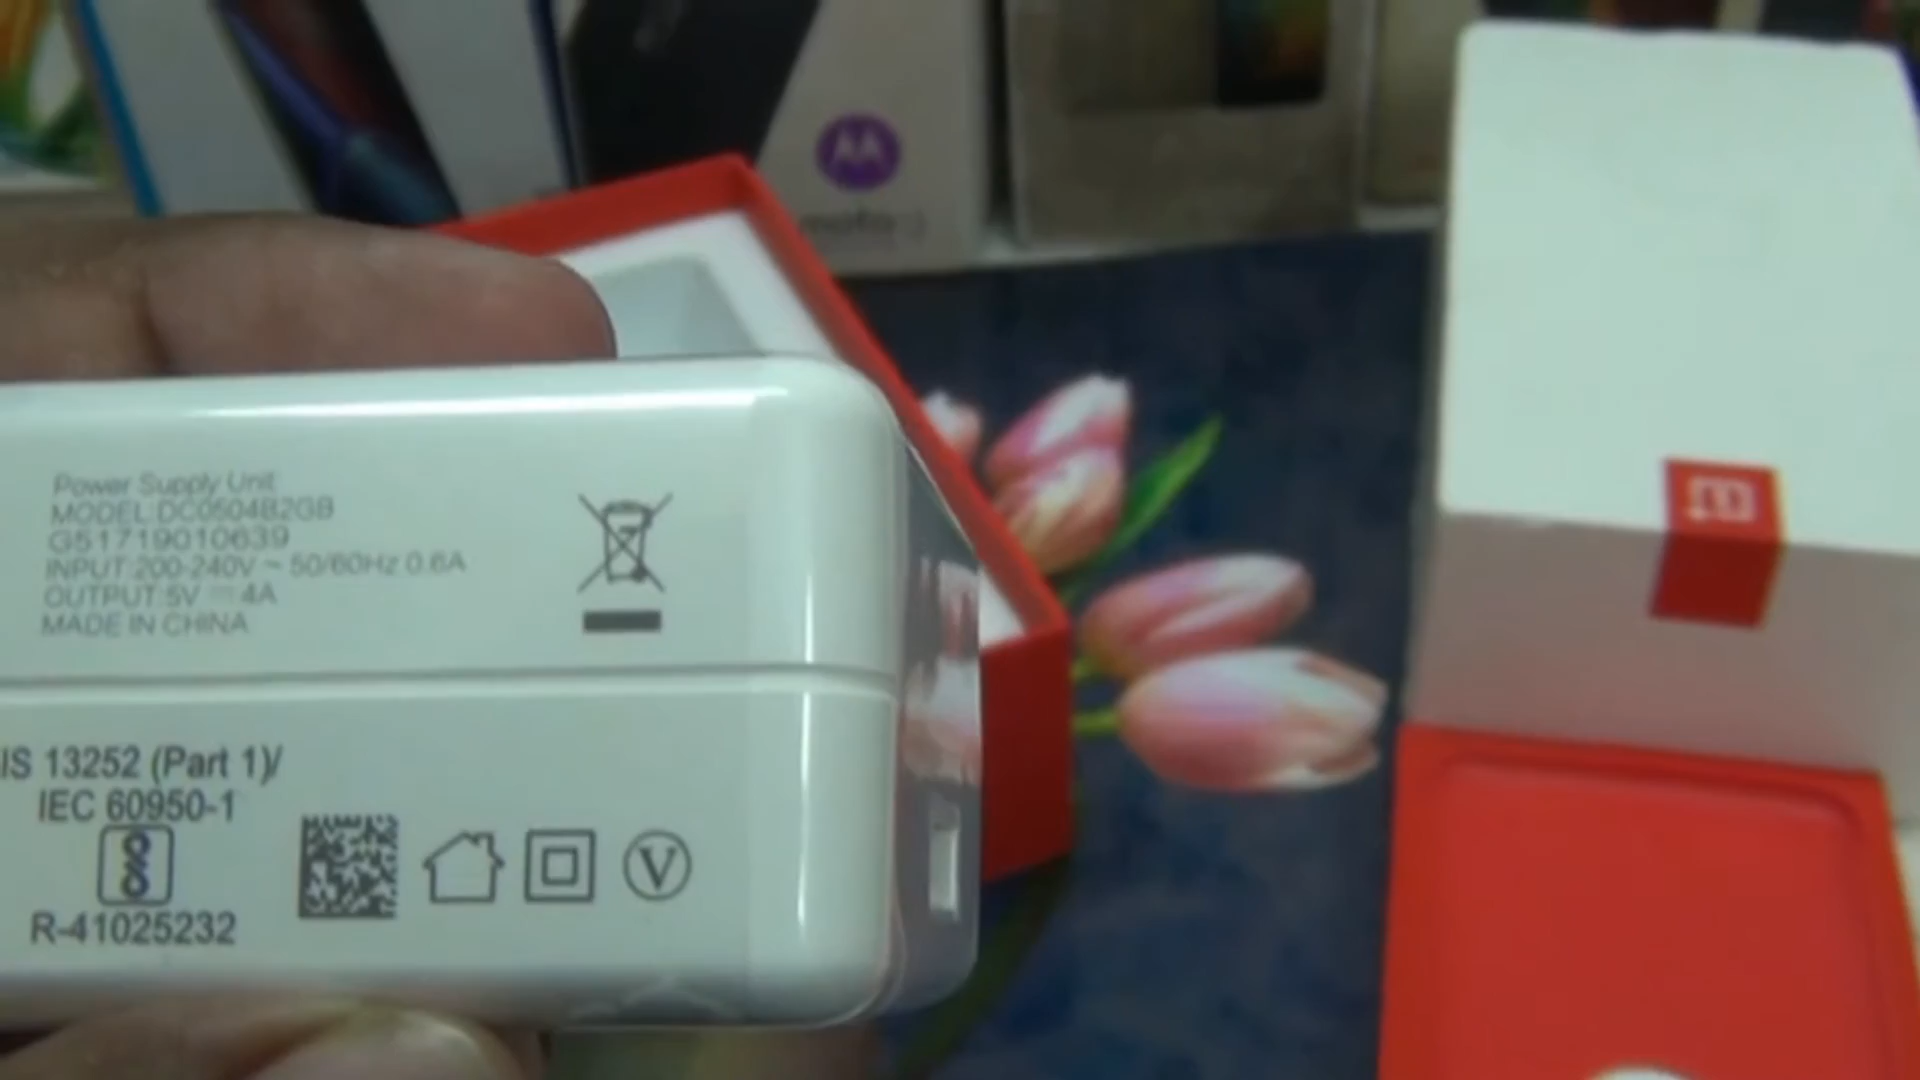 Power Supply Unit
MODEL:DC0504B2GB
G51719010639
INPUT:200-240V ~ 50/60Hz 0.6A
OUTPUT:5V ⎓ 4A
MADE IN CHINA
IS 13252 (Part 1)/
IEC 60950-1
R-41025232
V